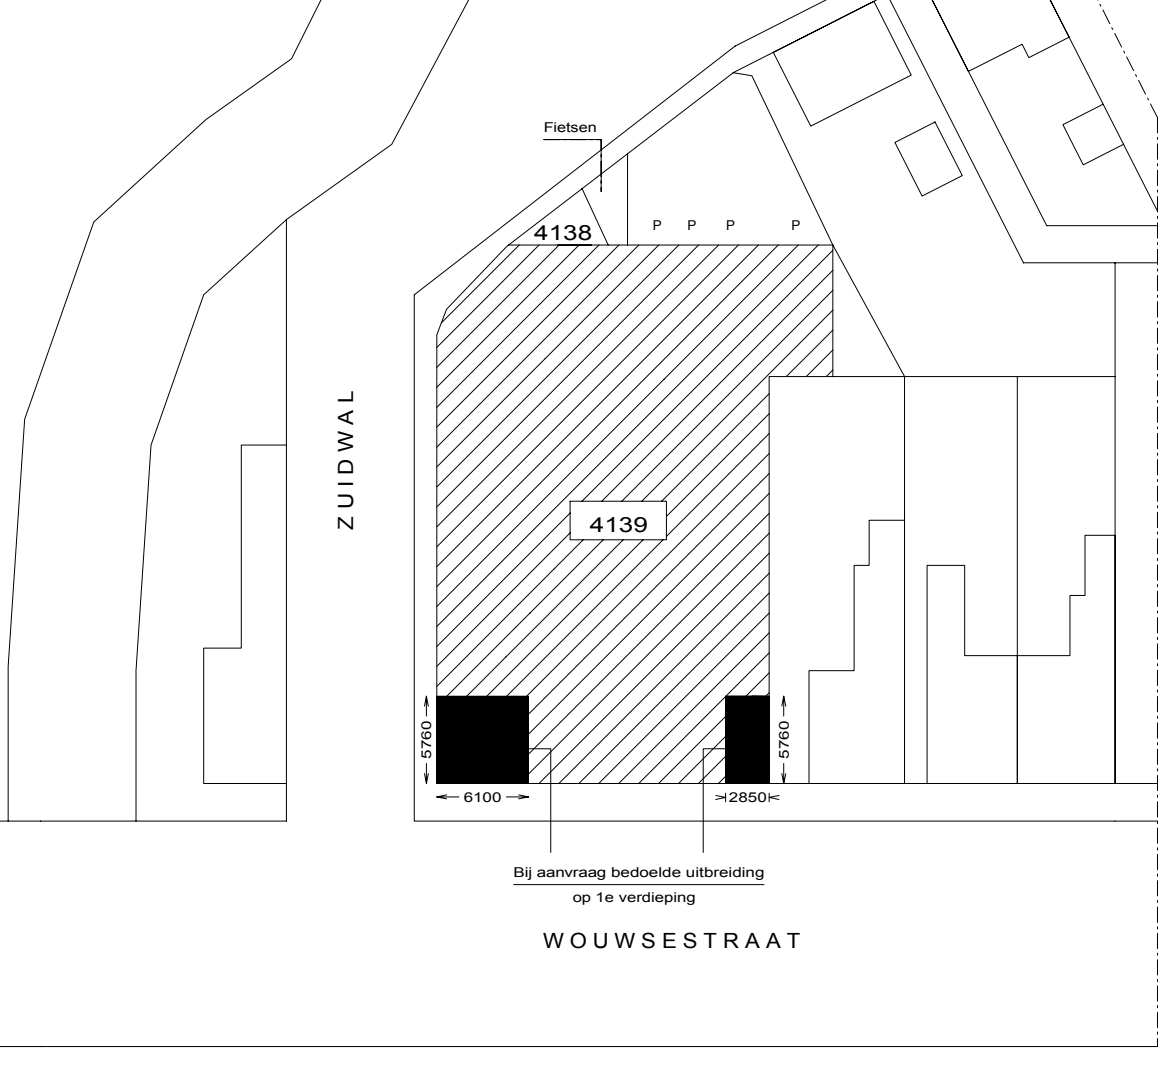 Fietsen
4138
P P P P
ZUIDWAL
4139
5760
5760
6100
2850
Bij aanvraag bedoelde uitbreiding
op 1e verdieping
WOUWSESTRAAT